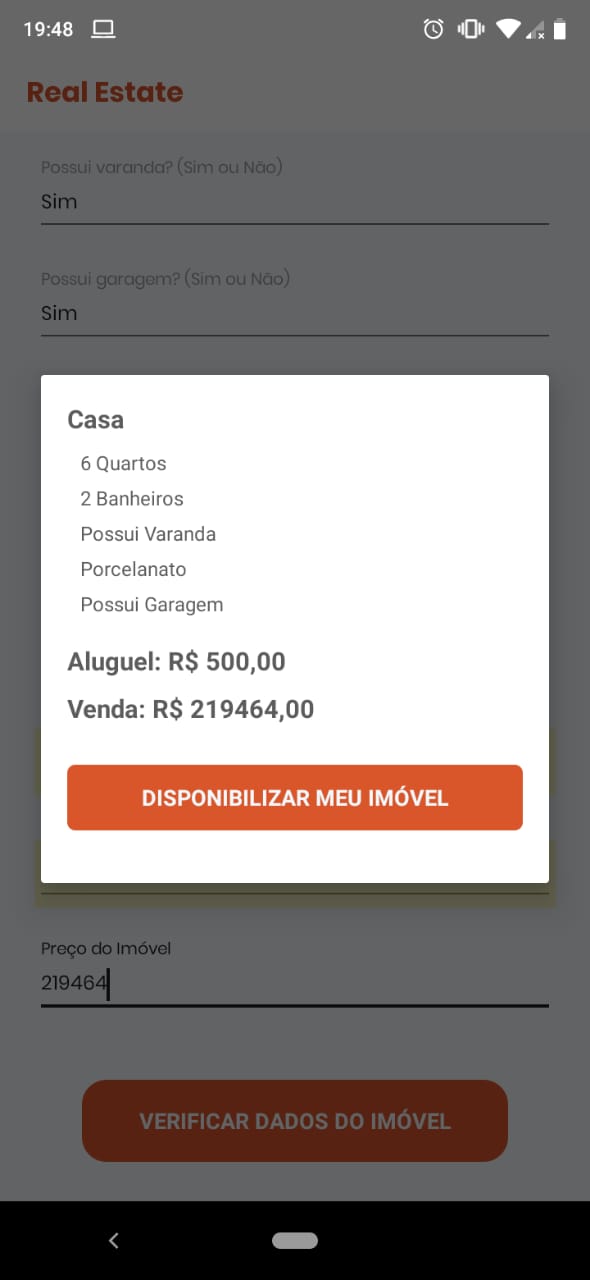 19:48
Real Estate
Possui varanda? (Sim ou Não)
Sim
Possui garagem? (Sim ou Não)
Sim
Casa
6 Quartos
2 Banheiros
Possui Varanda
Porcelanato
Possui Garagem
Aluguel: R$ 500,00
Venda: R$ 219464,00
DISPONIBILIZAR MEU IMÓVEL
Preço do Imóvel
219464
VERIFICAR DADOS DO IMÓVEL